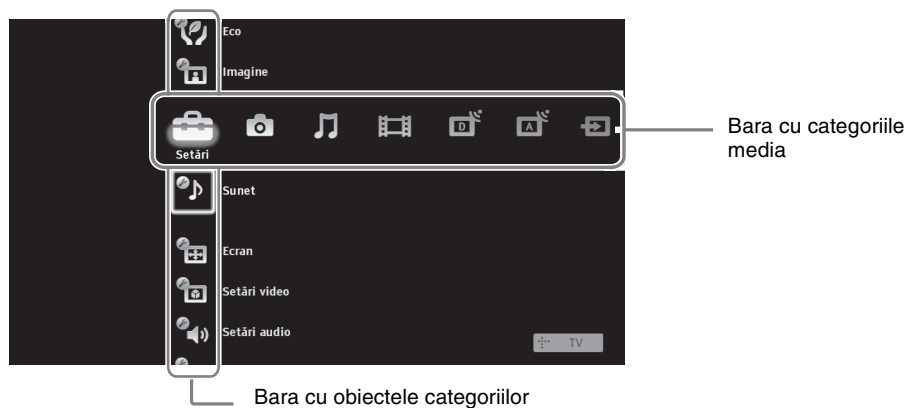 Eco
Imagine
D
A
Setări
Bara cu categoriile
media
Sunet
Ecran
Setări video
Setări audio
TV
Bara cu obiectele categoriilor